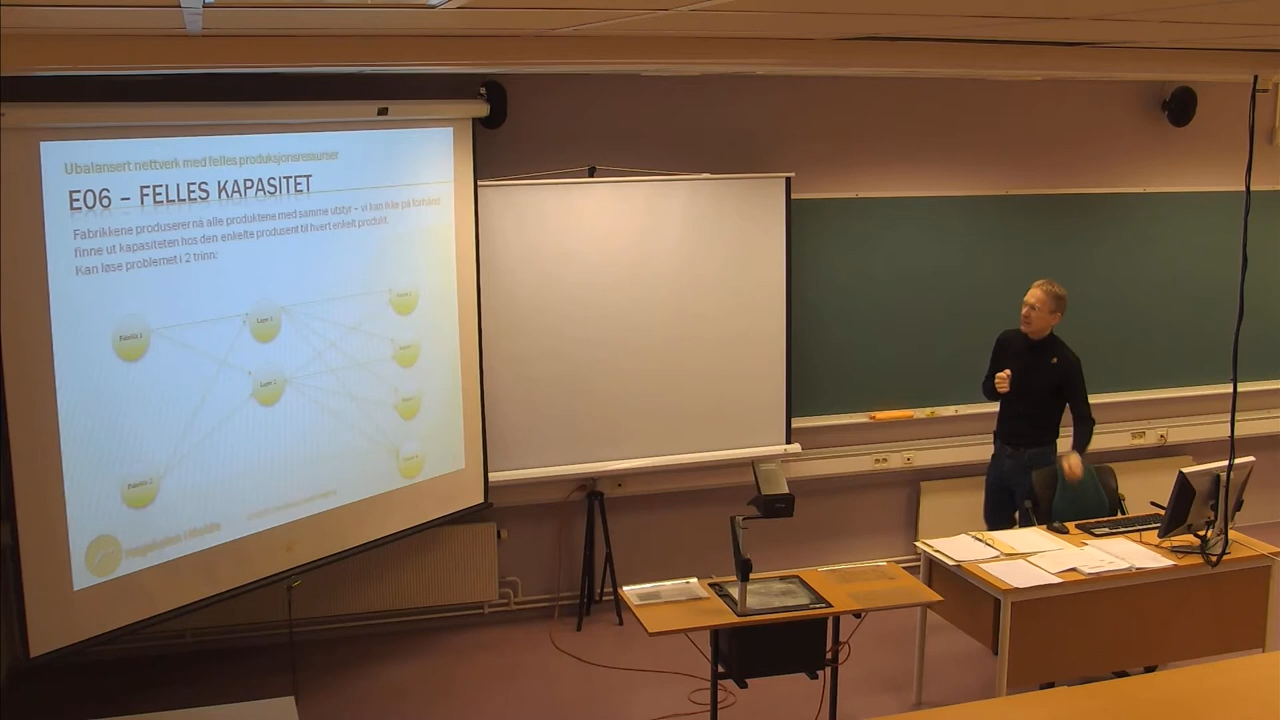 Ubalansert nettverk med felles produksjonsressurser
E06 – FELLES KAPASITET
Fabrikkene produserer nå alle produktene med samme utstyr – vi kan ikke på forhånd
finne ut kapasiteten hos den enkelte produsent til hvert enkelt produkt.
Kan løse problemet i 2 trinn:
Fabrikk 1
Lager 1
Lager 2
Fabrikk 2
Høgskolen i Molde